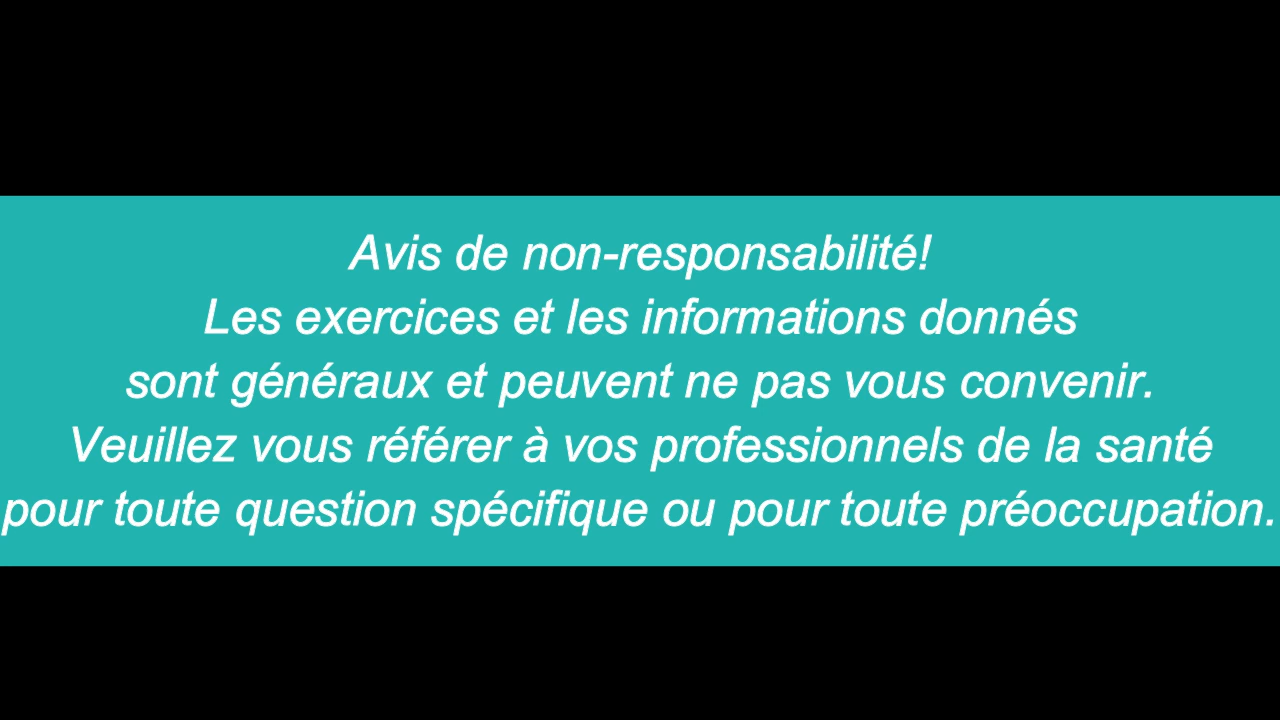 Avis de non-responsabilité!
Les exercices et les informations donnés
sont généraux et peuvent ne pas vous convenir.
Veuillez vous référer à vos professionnels de la santé
pour toute question spécifique ou pour toute préoccupation.